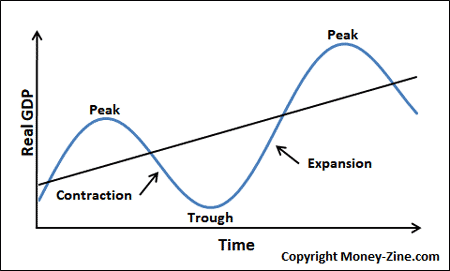 Peak
Peak
Real GDP
Contraction
Expansion
Trough
Time
Copyright Money-Zine.com